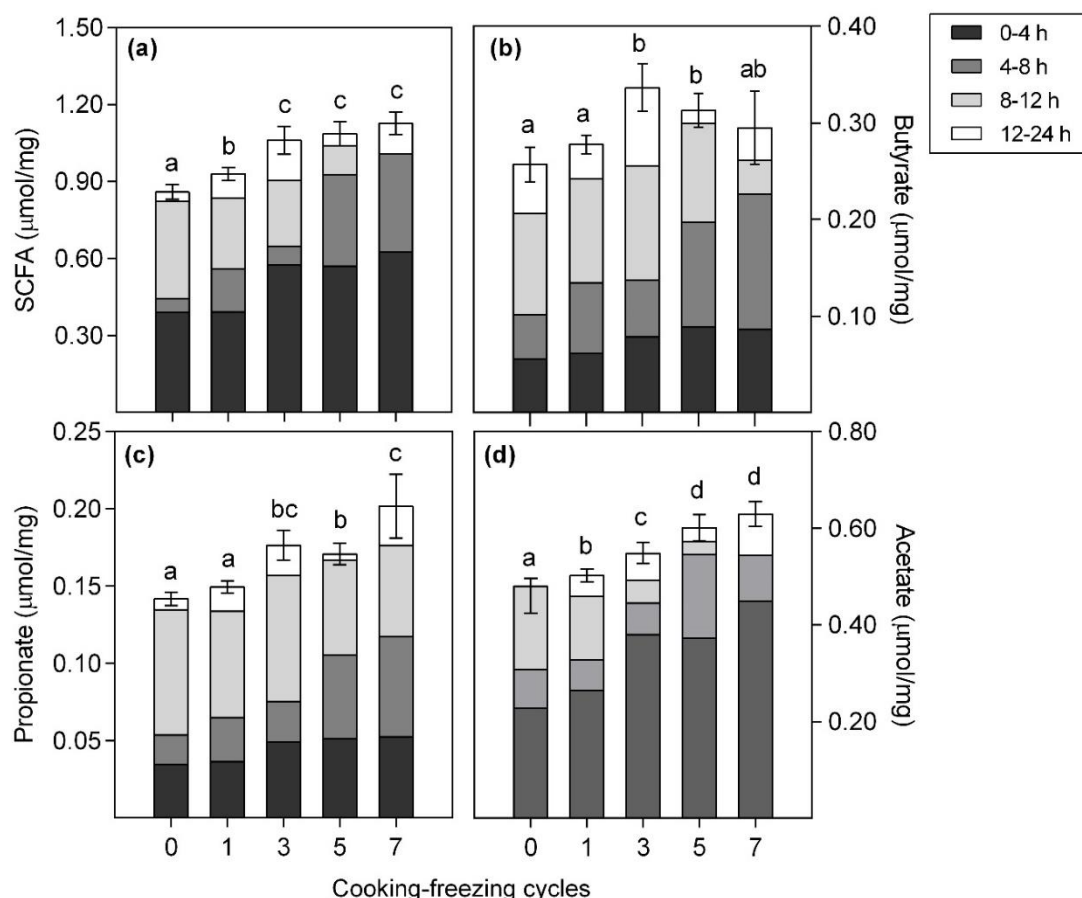 (a)
SCFA (μmol/mg)
1.50
1.20
0.90
0.60
0.30
a
b
c
c
c
(b)
a
a
b
b
ab
0.40
0.30
0.20
0.10
Butyrate (μmol/mg)
0-4 h
4-8 h
8-12 h
12-24 h
(c)
Propionate (μmol/mg)
0.25
0.20
0.15
0.10
0.05
a
a
bc
b
c
0
1
3
5
7
(d)
a
b
c
d
d
0.80
0.60
0.40
0.20
Acetate (μmol/mg)
0
1
3
5
7
Cooking-freezing cycles